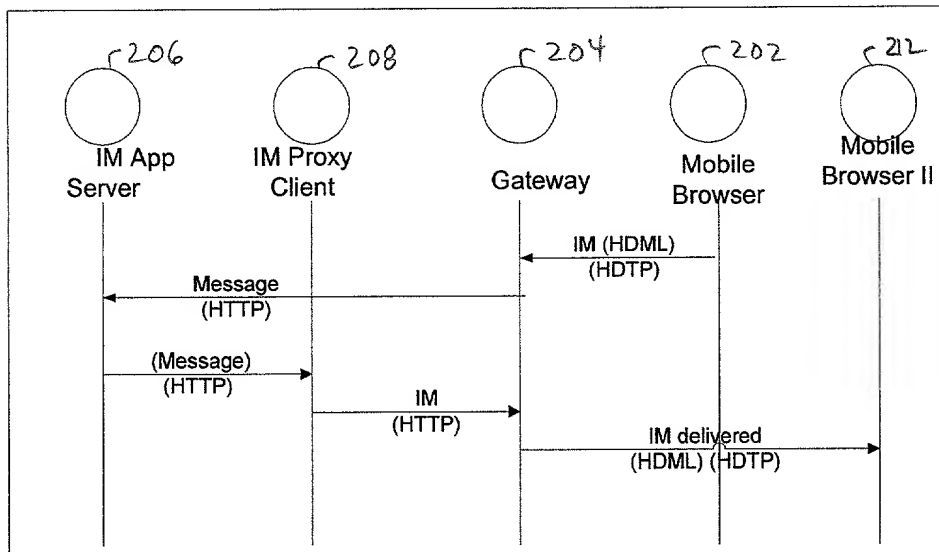 206
208
204
202
212
IM App
Server
IM Proxy
Client
Gateway
Mobile
Browser
Mobile
Browser II
IM (HDML)
(HDTP)
Message
(HTTP)
(Message)
(HTTP)
IM
(HTTP)
IM delivered
(HDML) (HDTP)